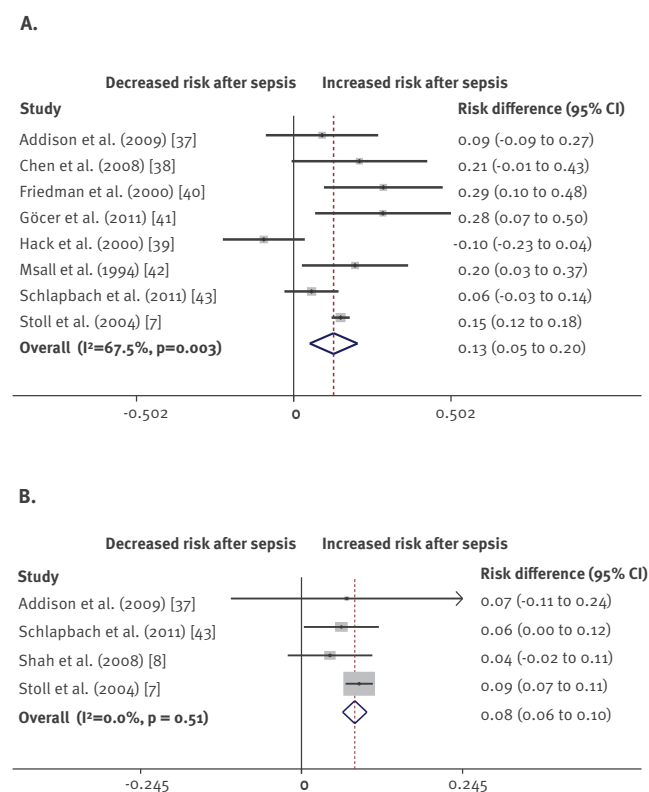 A.
Decreased risk after sepsis Increased risk after sepsis
Study Risk difference (95% CI)
Addison et al. (2009) [37] 0.09 (-0.09 to 0.27)
Chen et al. (2008) [38] 0.21 (-0.01 to 0.43)
Friedman et al. (2000) [40] 0.29 (0.10 to 0.48)
Göcer et al. (2011) [41] 0.28 (0.07 to 0.50)
Hack et al. (2000) [39] -0.10 (-0.23 to 0.04)
Msall et al. (1994) [42] 0.20 (0.03 to 0.37)
Schlapbach et al. (2011) [43] 0.06 (-0.03 to 0.14)
Stoll et al. (2004) [7] 0.15 (0.12 to 0.18)
Overall (I²=67.5%, p=0.003) 0.13 (0.05 to 0.20)
-0.502 0 0.502
B.
Decreased risk after sepsis Increased risk after sepsis
Study Risk difference (95% CI)
Addison et al. (2009) [37] 0.07 (-0.11 to 0.24)
Schlapbach et al. (2011) [43] 0.06 (0.00 to 0.12)
Shah et al. (2008) [8] 0.04 (-0.02 to 0.11)
Stoll et al. (2004) [7] 0.09 (0.07 to 0.11)
Overall (I²=0.0%, p = 0.51) 0.08 (0.06 to 0.10)
-0.245 0 0.245